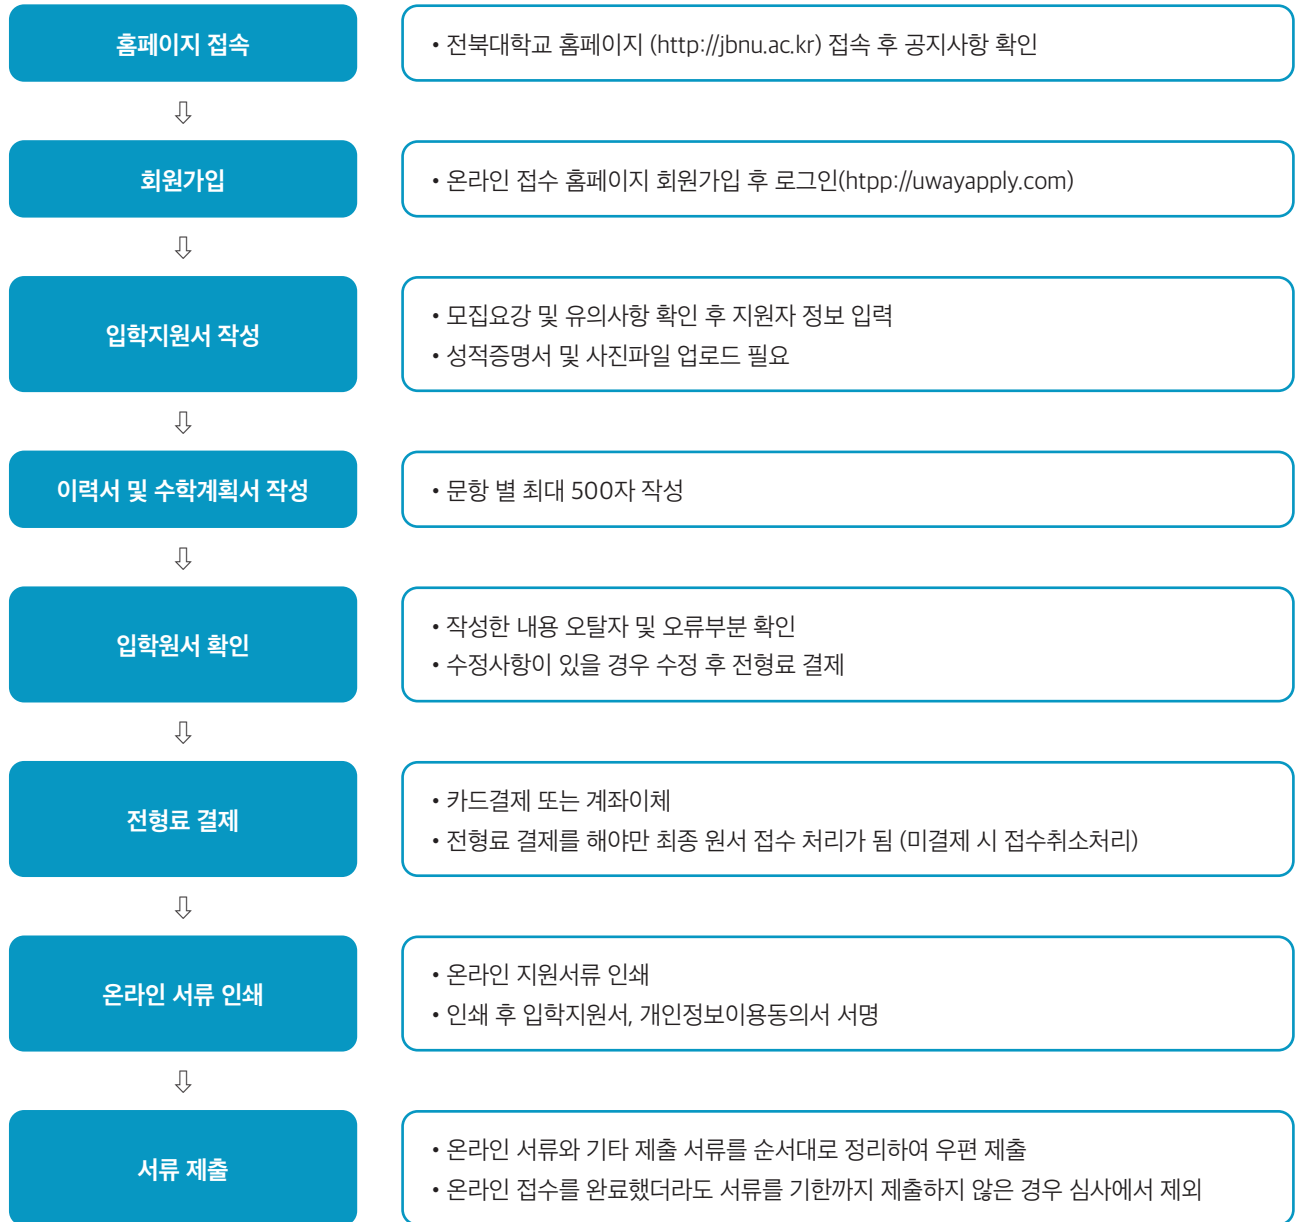 홈페이지 접속
• 전북대학교 홈페이지 (http://jbnu.ac.kr) 접속 후 공지사항 확인
⇩
회원가입
• 온라인 접수 홈페이지 회원가입 후 로그인(htpp://uwayapply.com)
⇩
입학지원서 작성
• 모집요강 및 유의사항 확인 후 지원자 정보 입력
• 성적증명서 및 사진파일 업로드 필요
⇩
이력서 및 수학계획서 작성
• 문항 별 최대 500자 작성
⇩
입학원서 확인
• 작성한 내용 오탈자 및 오류부분 확인
• 수정사항이 있을 경우 수정 후 전형료 결제
⇩
전형료 결제
• 카드결제 또는 계좌이체
• 전형료 결제를 해야만 최종 원서 접수 처리가 됨 (미결제 시 접수취소처리)
⇩
온라인 서류 인쇄
• 온라인 지원서류 인쇄
• 인쇄 후 입학지원서, 개인정보이용동의서 서명
⇩
서류 제출
• 온라인 서류와 기타 제출 서류를 순서대로 정리하여 우편 제출
• 온라인 접수를 완료했더라도 서류를 기한까지 제출하지 않은 경우 심사에서 제외